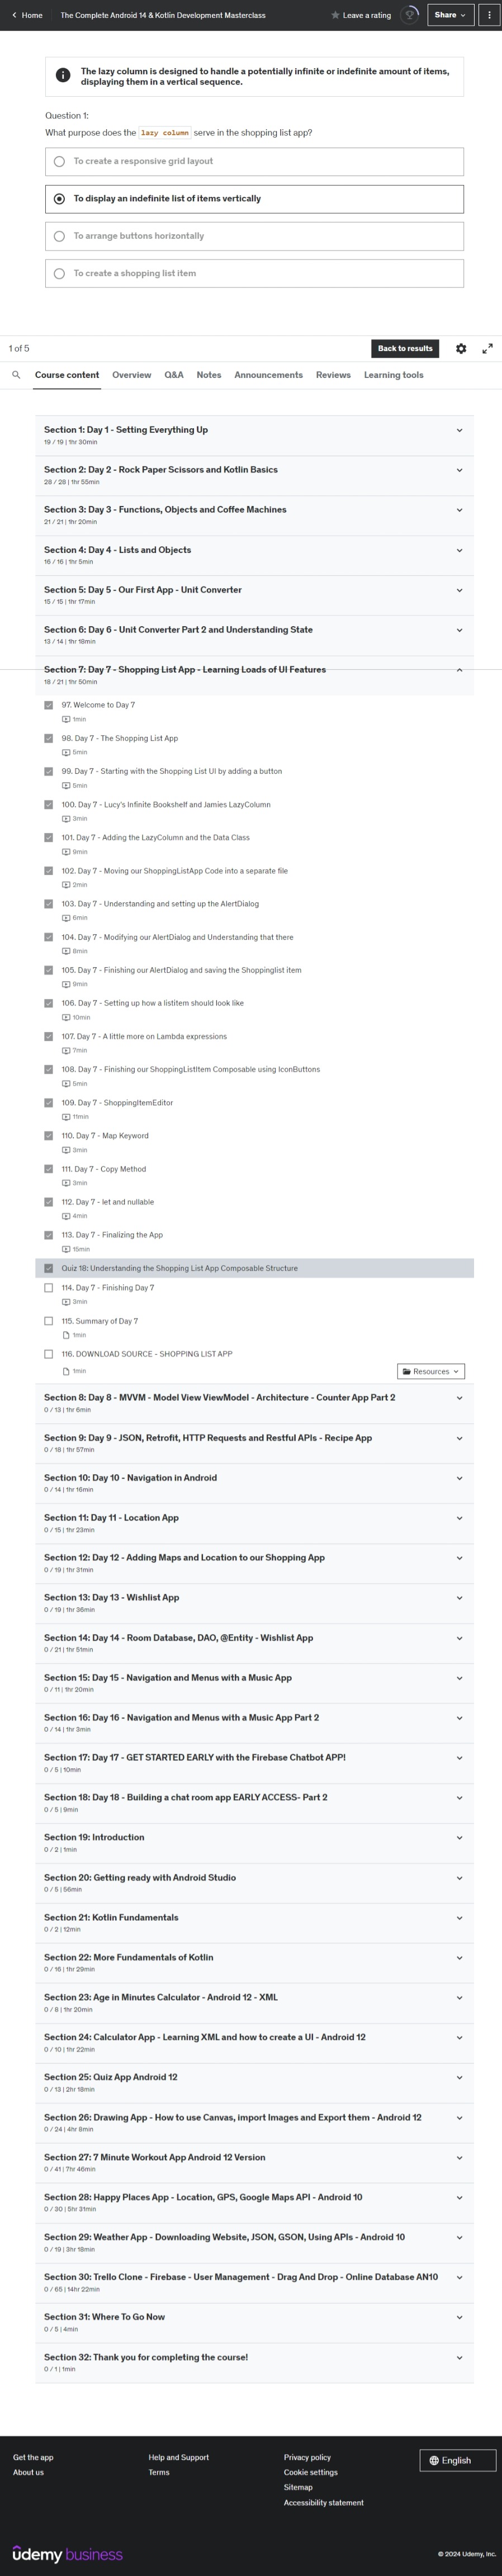 Home
The Complete Android 14 & Kotlin Development Masterclass
Leave a rating
Share
The lazy column is designed to handle a potentially infinite or indefinite amount of items,
displaying them in a vertical sequence.
Question 1:
What purpose does the lazy column serve in the shopping list app?
To create a responsive grid layout
To display an indefinite list of items vertically
To arrange buttons horizontally
To create a shopping list item
1 of 5
Back to results
Course content
Overview
Q&A
Notes
Announcements
Reviews
Learning tools
Section 1: Day 1 - Setting Everything Up
19 / 19 | 1hr 30min
Section 2: Day 2 - Rock Paper Scissors and Kotlin Basics
28 / 28 | 1hr 55min
Section 3: Day 3 - Functions, Objects and Coffee Machines
21 / 21 | 1hr 20min
Section 4: Day 4 - Lists and Objects
16 / 16 | 1hr 5min
Section 5: Day 5 - Our First App - Unit Converter
15 / 15 | 1hr 17min
Section 6: Day 6 - Unit Converter Part 2 and Understanding State
13 / 14 | 1hr 18min
Section 7: Day 7 - Shopping List App - Learning Loads of UI Features
18 / 21 | 1hr 50min
97. Welcome to Day 7
1min
98. Day 7 - The Shopping List App
5min
99. Day 7 - Starting with the Shopping List UI by adding a button
5min
100. Day 7 - Lucy's Infinite Bookshelf and Jamies LazyColumn
3min
101. Day 7 - Adding the LazyColumn and the Data Class
9min
102. Day 7 - Moving our ShoppingListApp Code into a separate file
2min
103. Day 7 - Understanding and setting up the AlertDialog
6min
104. Day 7 - Modifying our AlertDialog and Understanding that there
8min
105. Day 7 - Finishing our AlertDialog and saving the Shoppinglist item
9min
106. Day 7 - Setting up how a listitem should look like
10min
107. Day 7 - A little more on Lambda expressions
7min
108. Day 7 - Finishing our ShoppingListItem Composable using IconButtons
5min
109. Day 7 - ShoppingItemEditor
11min
110. Day 7 - Map Keyword
3min
111. Day 7 - Copy Method
3min
112. Day 7 - let and nullable
4min
113. Day 7 - Finalizing the App
15min
Quiz 18: Understanding the Shopping List App Composable Structure
114. Day 7 - Finishing Day 7
3min
115. Summary of Day 7
1min
116. DOWNLOAD SOURCE - SHOPPING LIST APP
1min
Resources
Section 8: Day 8 - MVVM - Model View ViewModel - Architecture - Counter App Part 2
0 / 13 | 1hr 6min
Section 9: Day 9 - JSON, Retrofit, HTTP Requests and Restful APIs - Recipe App
0 / 18 | 1hr 57min
Section 10: Day 10 - Navigation in Android
0 / 14 | 1hr 16min
Section 11: Day 11 - Location App
0 / 15 | 1hr 23min
Section 12: Day 12 - Adding Maps and Location to our Shopping App
0 / 19 | 1hr 31min
Section 13: Day 13 - Wishlist App
0 / 19 | 1hr 36min
Section 14: Day 14 - Room Database, DAO, @Entity - Wishlist App
0 / 21 | 1hr 51min
Section 15: Day 15 - Navigation and Menus with a Music App
0 / 11 | 1hr 20min
Section 16: Day 16 - Navigation and Menus with a Music App Part 2
0 / 14 | 1hr 3min
Section 17: Day 17 - GET STARTED EARLY with the Firebase Chatbot APP!
0 / 5 | 10min
Section 18: Day 18 - Building a chat room app EARLY ACCESS- Part 2
0 / 5 | 9min
Section 19: Introduction
0 / 2 | 1min
Section 20: Getting ready with Android Studio
0 / 5 | 56min
Section 21: Kotlin Fundamentals
0 / 2 | 12min
Section 22: More Fundamentals of Kotlin
0 / 16 | 1hr 29min
Section 23: Age in Minutes Calculator - Android 12 - XML
0 / 8 | 1hr 20min
Section 24: Calculator App - Learning XML and how to create a UI - Android 12
0 / 10 | 1hr 22min
Section 25: Quiz App Android 12
0 / 13 | 2hr 18min
Section 26: Drawing App - How to use Canvas, import Images and Export them - Android 12
0 / 24 | 4hr 8min
Section 27: 7 Minute Workout App Android 12 Version
0 / 41 | 7hr 46min
Section 28: Happy Places App - Location, GPS, Google Maps API - Android 10
0 / 30 | 5hr 31min
Section 29: Weather App - Downloading Website, JSON, GSON, Using APIs - Android 10
0 / 19 | 3hr 18min
Section 30: Trello Clone - Firebase - User Management - Drag And Drop - Online Database AN10
0 / 65 | 14hr 22min
Section 31: Where To Go Now
0 / 5 | 4min
Section 32: Thank you for completing the course!
0 / 1 | 1min
Get the app
About us
Help and Support
Terms
Privacy policy
Cookie settings
Sitemap
Accessibility statement
English
ûdemy business
© 2024 Udemy, Inc.